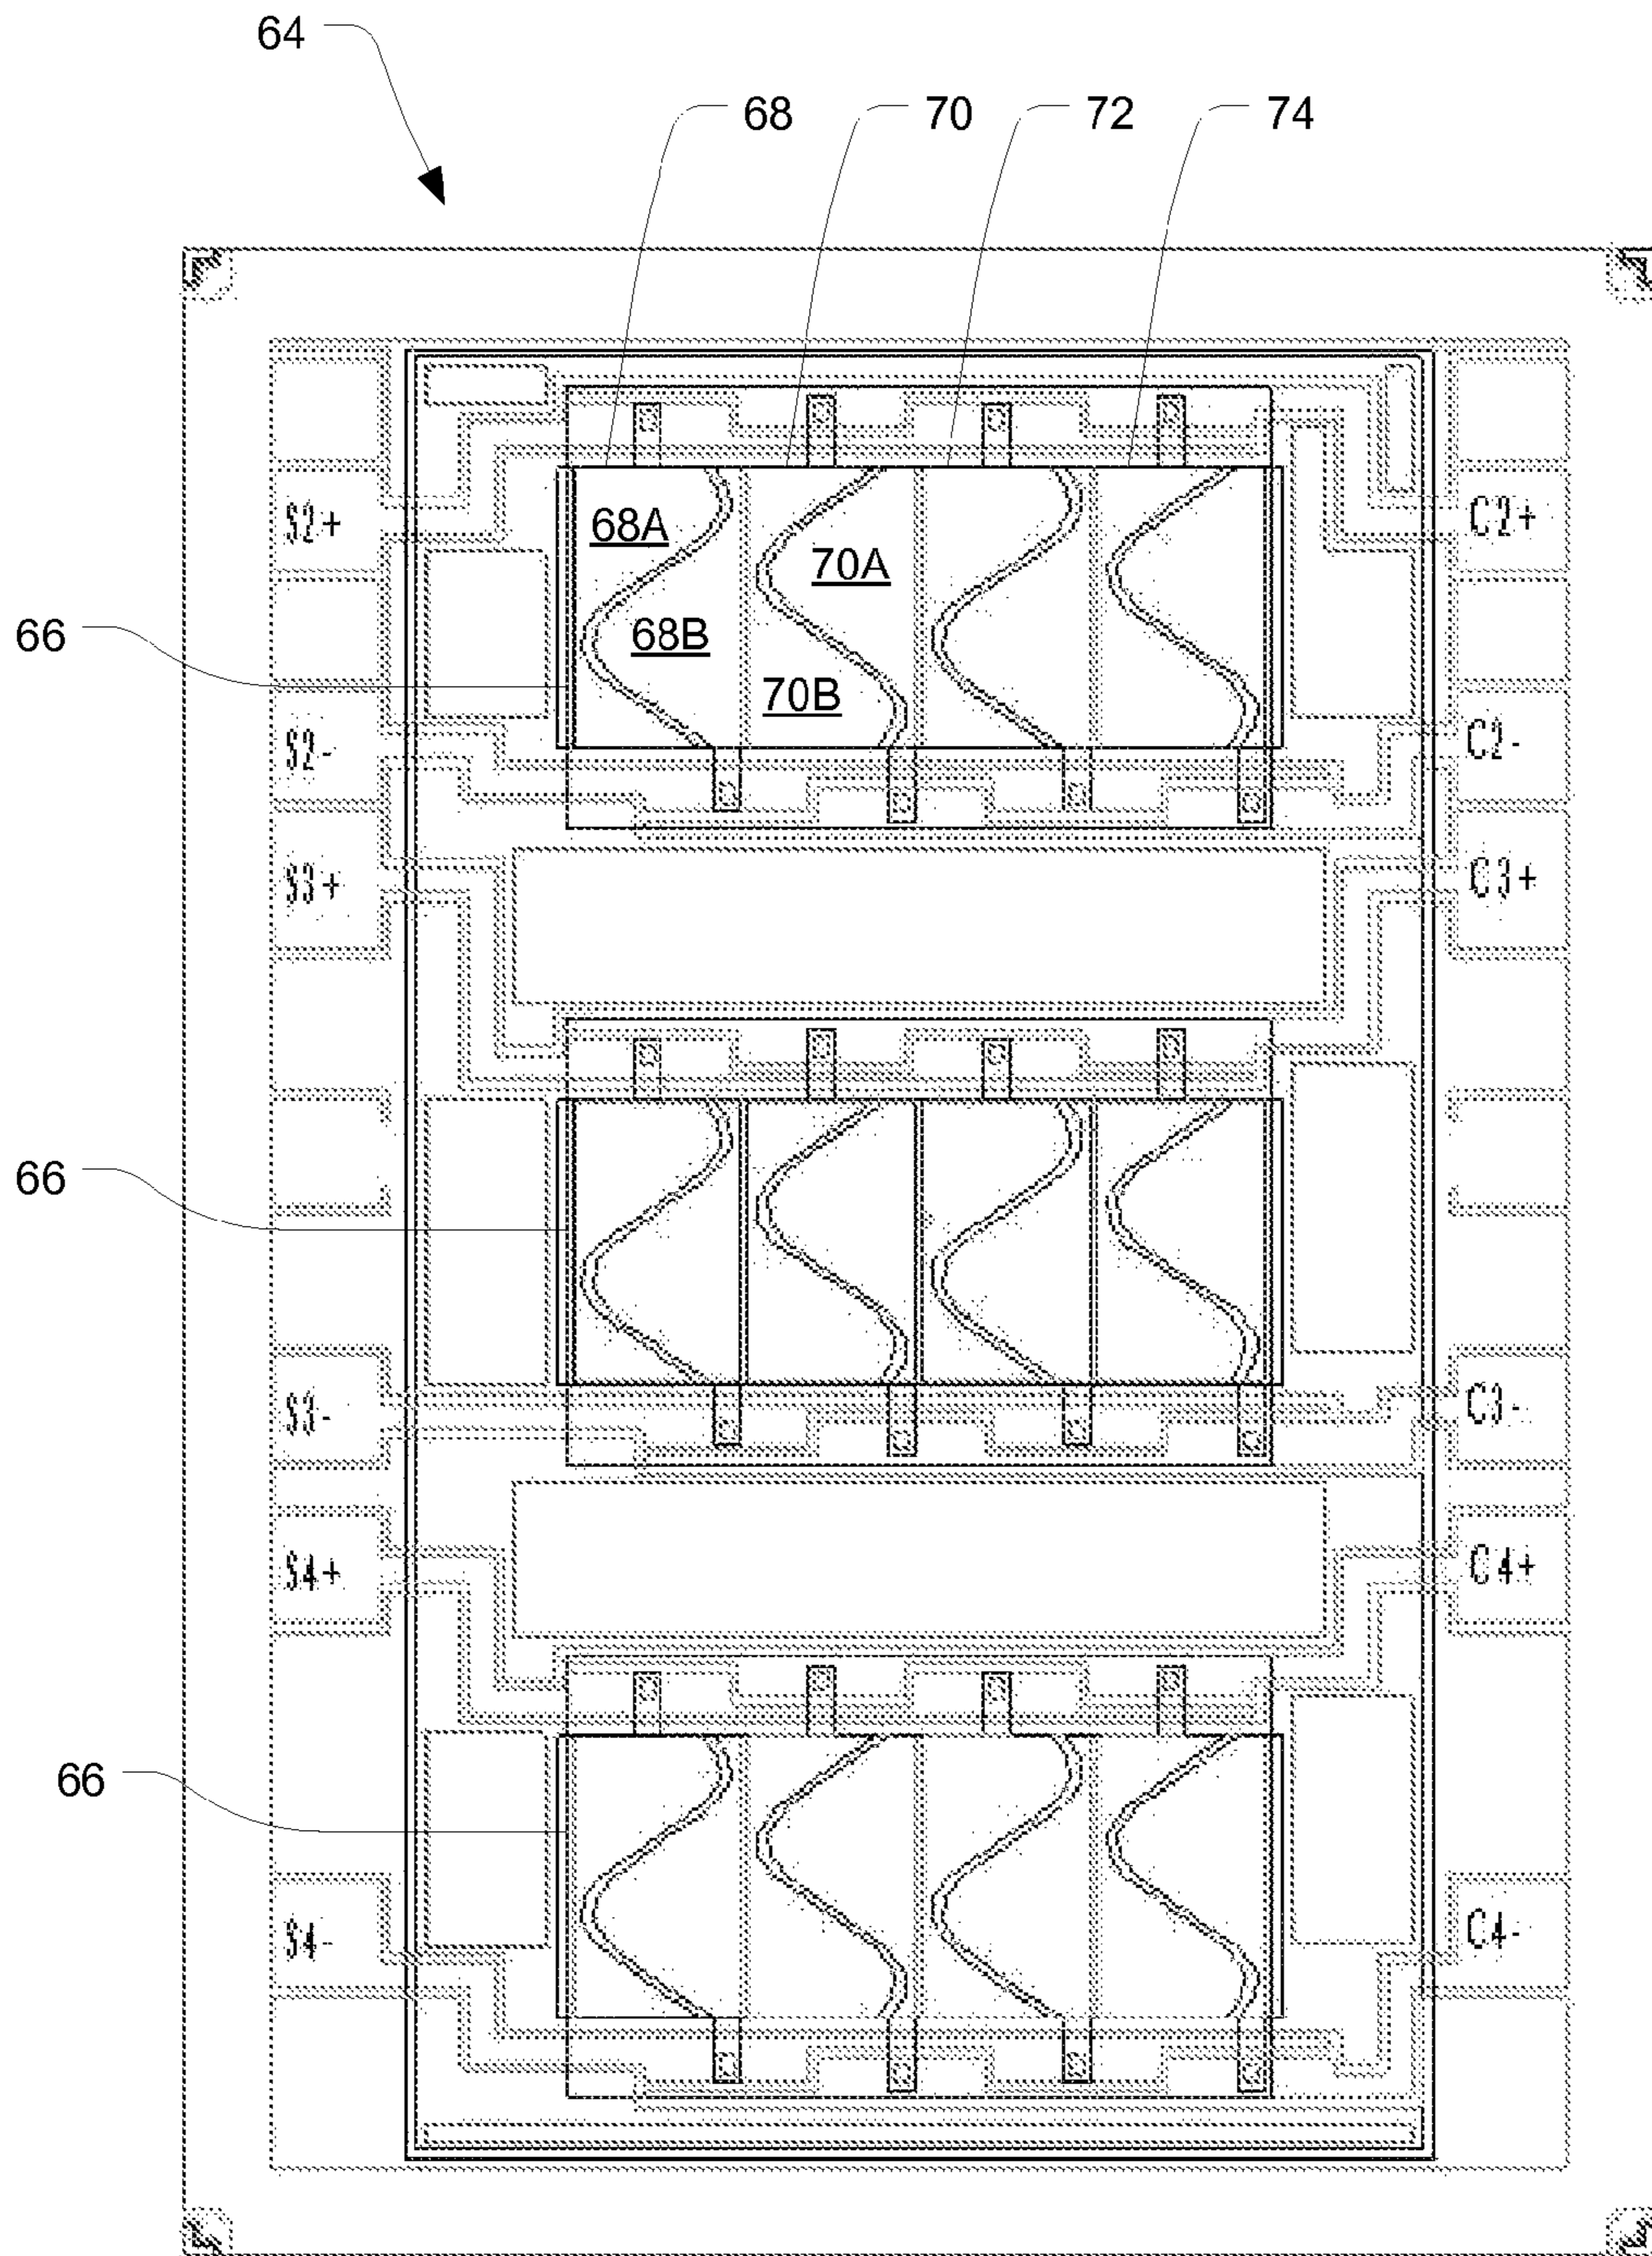 64
68 70 72 74
68A
S2+ C2+
70A
66
68B
70B
S2- C2-
S3+ C3+
66
S3- C3-
S4+ C4+
66
S4- C4-